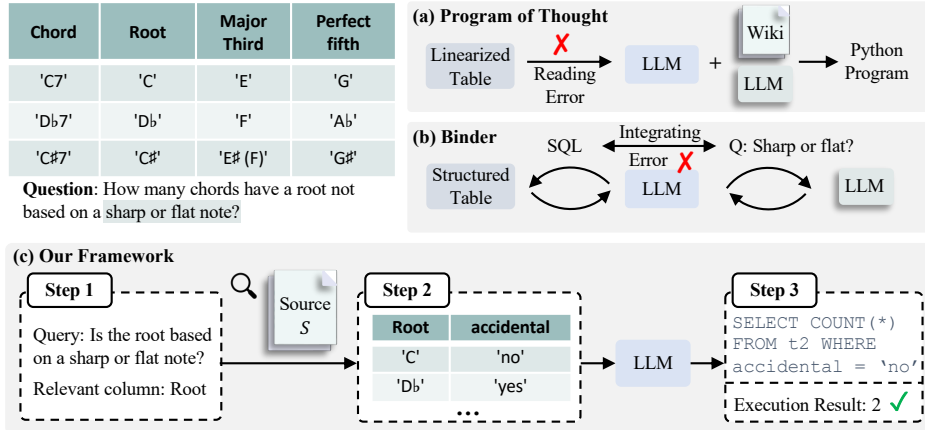 Chord Root Major Third Perfect fifth
'C7' 'C' 'E' 'G'
'D♭7' 'D♭' 'F' 'A♭'
'C♯7' 'C♯' 'E♯ (F)' 'G♯'
Question: How many chords have a root not
based on a sharp or flat note?
(a) Program of Thought
Linearized
Table
Reading
Error
LLM
+
Wiki
LLM
Python
Program
(b) Binder
SQL
Integrating
Error
Q: Sharp or flat?
Structured
Table
LLM
LLM
(c) Our Framework
Step 1
Query: Is the root based
on a sharp or flat note?
Relevant column: Root
Source
S
Step 2
Root accidental
'C' 'no'
'D♭' 'yes'
•••
LLM
Step 3
SELECT COUNT(*)
FROM t2 WHERE
accidental = ‘no’
Execution Result: 2 ✓